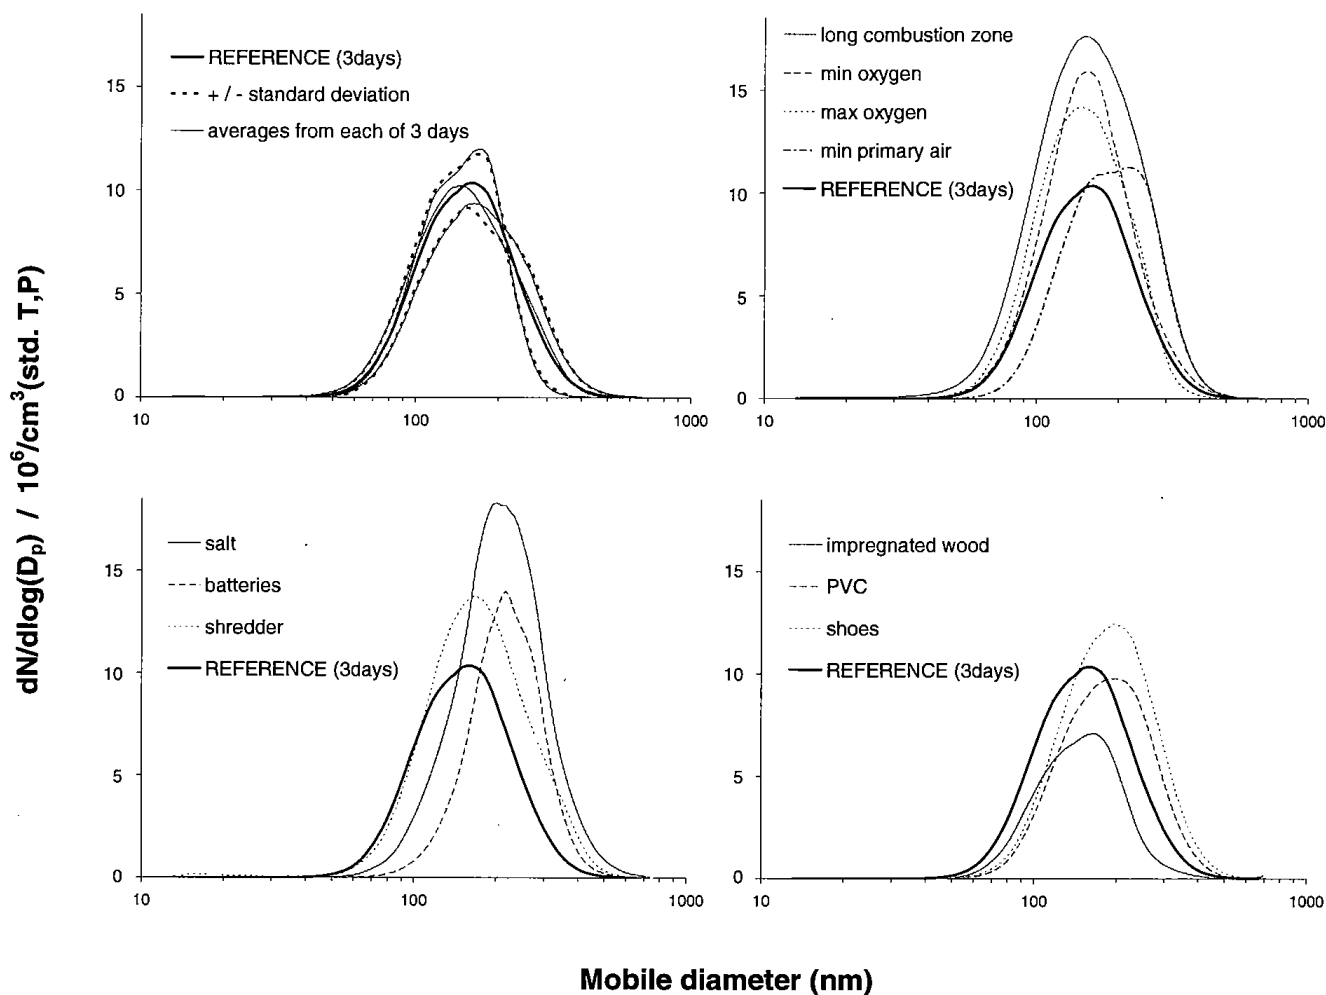 dN/dlog(Dp) / 10⁶/cm³(std. T,P)
REFERENCE (3days)
+ / - standard deviation
averages from each of 3 days
15
10
5
0
10
100
1000
long combustion zone
min oxygen
max oxygen
min primary air
REFERENCE (3days)
15
10
5
0
10
100
1000
salt
batteries
shredder
REFERENCE (3days)
15
10
5
0
10
100
1000
impregnated wood
PVC
shoes
REFERENCE (3days)
15
10
5
0
10
100
1000
Mobile diameter (nm)